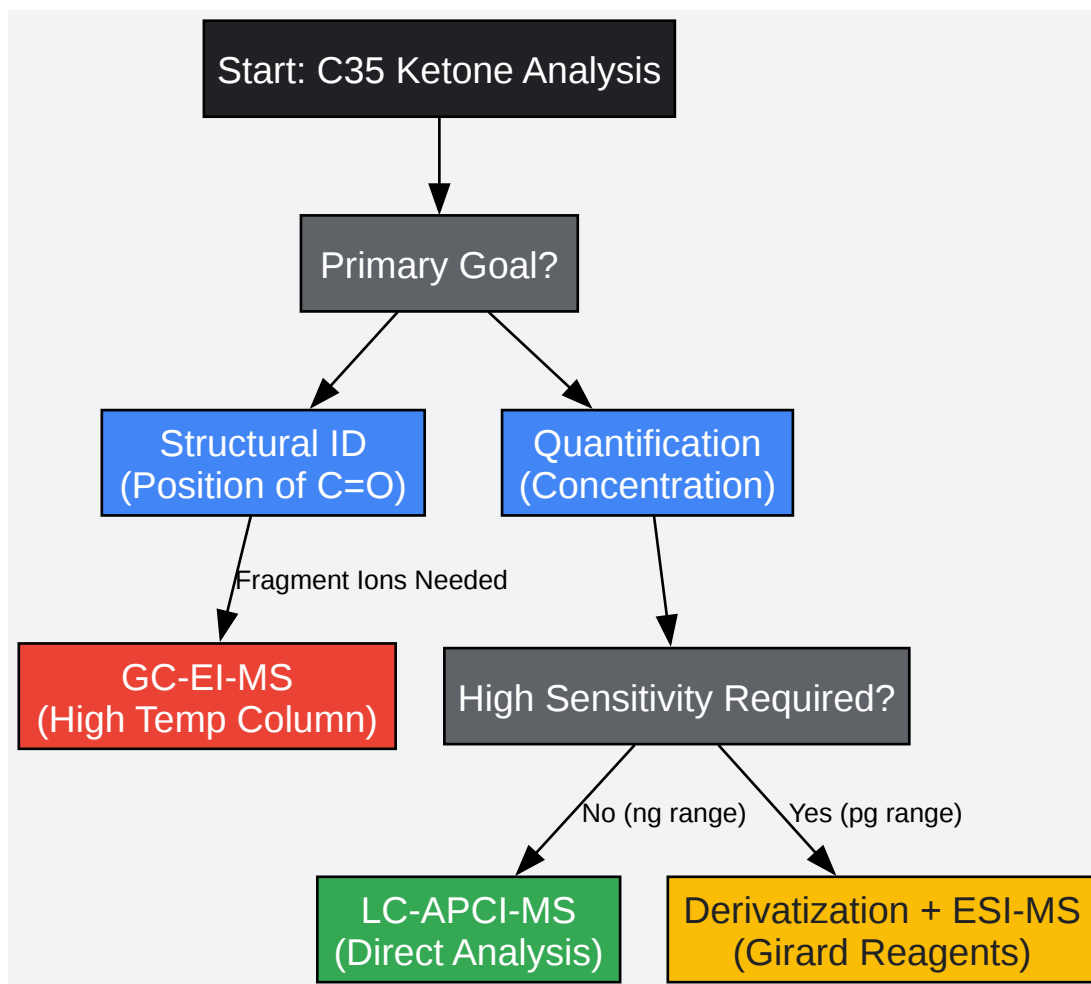 Start: C35 Ketone Analysis
Primary Goal?
Structural ID
(Position of C=O)
Quantification
(Concentration)
Fragment Ions Needed
GC-EI-MS
(High Temp Column)
High Sensitivity Required?
No (ng range)
Yes (pg range)
LC-APCI-MS
(Direct Analysis)
Derivatization + ESI-MS
(Girard Reagents)